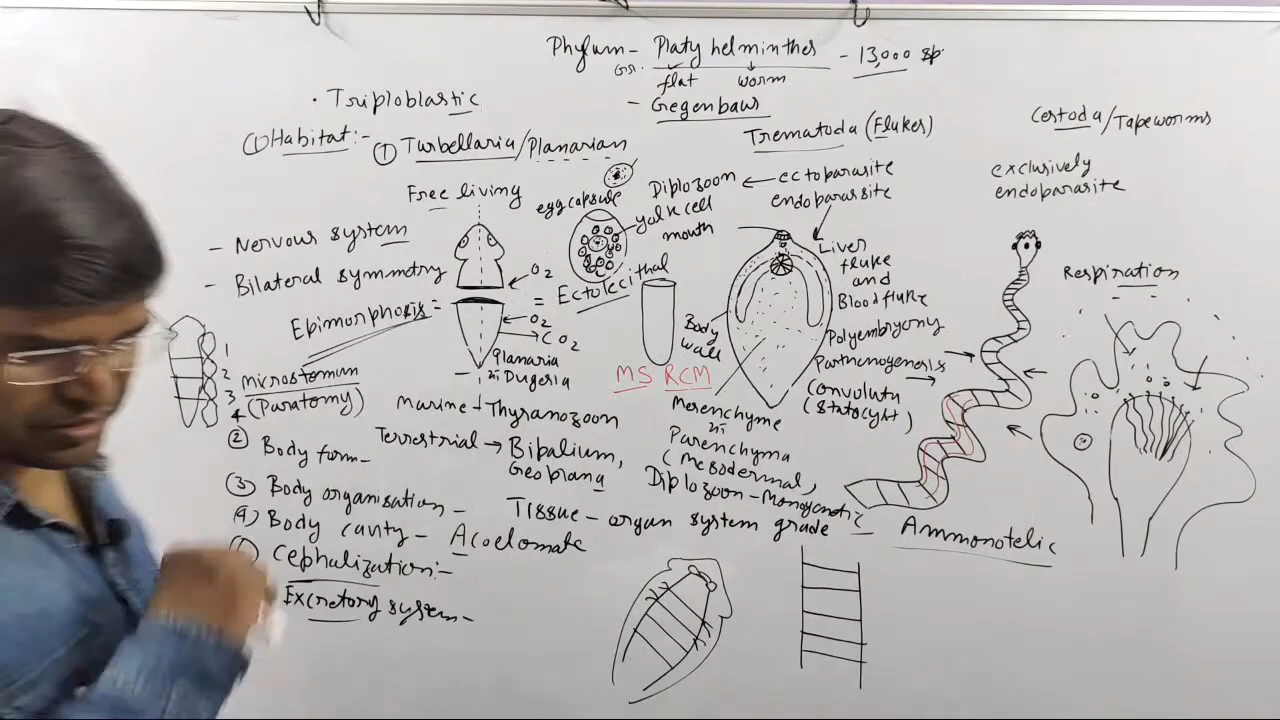 Phylum - Platy helminthes - 13,000 sp.
Gr. flat worm
- Gegenbaur
• Triploblastic
(1) Habitat:- (1) Turbellaria/Planarian
Trematoda (Flukes)
Cestoda/Tapeworms
Free living
egg capsule
yolk cell
Diplozoon ← ectoparasite
endoparasite
mouth
exclusively
endoparasite
- Nervous system
- Bilateral symmetry
O2
= Ectolecithal
Liver
fluke
and
Blood fluke
Respiration
Epimorphosis =
O2
CO2
Body
wall
Polyembryony
Parthenogenesis
Planaria
Dugesia
MS RCM
1
2
3
4
microstomum
(Paratomy)
Convoluta
(Statocyst)
Marine - Thysanozoon
Mesenchyme
Parenchyma
(Mesodermal)
Terrestrial → Bipalium,
Geoplana
Diplozoon - Monogenetic
(2) Body form -
(3) Body organisation - Tissue - organ system grade
(4) Body cavity - Acoelomate
Ammonotelic
Cephalization:-
Excretory system -